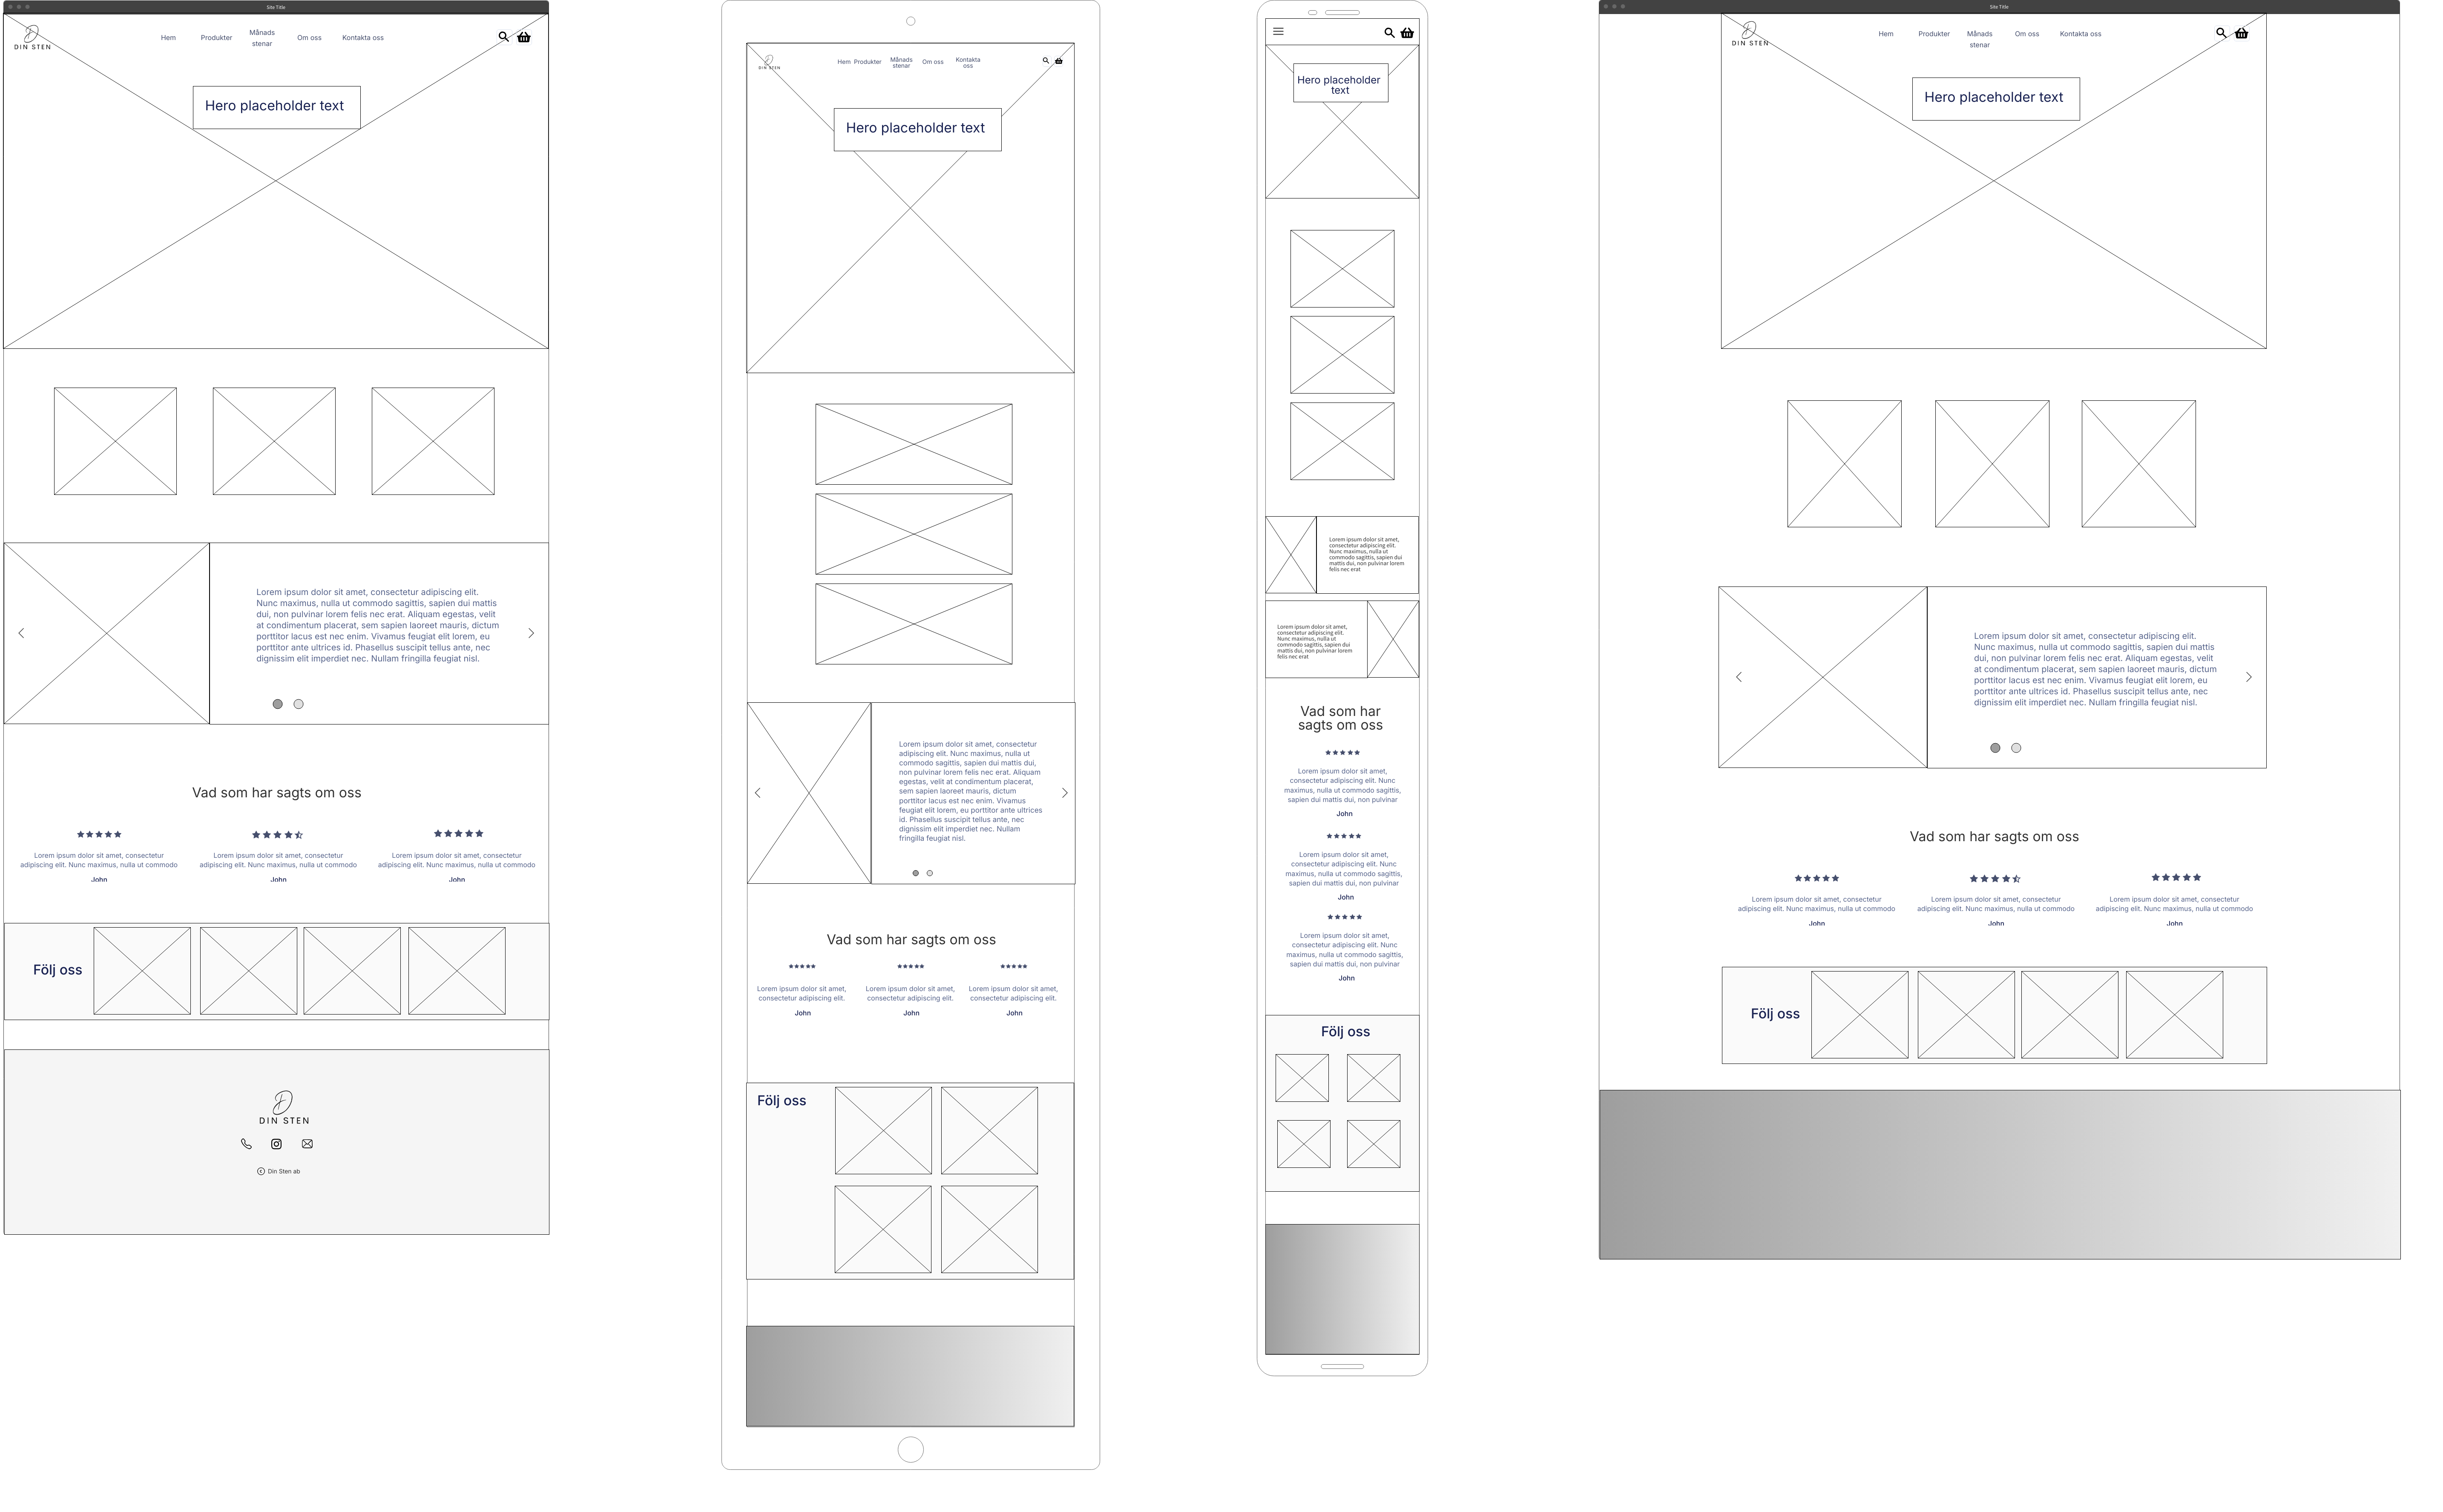 Site Title
DIN STEN
Hem
Produkter
Månads
stenar
Om oss
Kontakta oss
Hero placeholder text
Lorem ipsum dolor sit amet, consectetur adipiscing elit.
Nunc maximus, nulla ut commodo sagittis, sapien dui mattis
dui, non pulvinar lorem felis nec erat. Aliquam egestas, velit
at condimentum placerat, sem sapien laoreet mauris, dictum
porttitor lacus est nec enim. Vivamus feugiat elit lorem, eu
porttitor ante ultrices id. Phasellus suscipit tellus ante, nec
dignissim elit imperdiet nec. Nullam fringilla feugiat nisl.
Vad som har sagts om oss
Lorem ipsum dolor sit amet, consectetur
adipiscing elit. Nunc maximus, nulla ut commodo
John
Lorem ipsum dolor sit amet, consectetur
adipiscing elit. Nunc maximus, nulla ut commodo
John
Lorem ipsum dolor sit amet, consectetur
adipiscing elit. Nunc maximus, nulla ut commodo
John
Följ oss
DIN STEN
© Din Sten ab
DIN STEN
Hem
Produkter
Månads
stenar
Om oss
Kontakta
oss
Hero placeholder text
Lorem ipsum dolor sit amet, consectetur
adipiscing elit. Nunc maximus, nulla ut
commodo sagittis, sapien dui mattis dui,
non pulvinar lorem felis nec erat. Aliquam
egestas, velit at condimentum placerat,
sem sapien laoreet mauris, dictum
porttitor lacus est nec enim. Vivamus
feugiat elit lorem, eu porttitor ante ultrices
id. Phasellus suscipit tellus ante, nec
dignissim elit imperdiet nec. Nullam
fringilla feugiat nisl.
Vad som har sagts om oss
Lorem ipsum dolor sit amet,
consectetur adipiscing elit.
John
Lorem ipsum dolor sit amet,
consectetur adipiscing elit.
John
Lorem ipsum dolor sit amet,
consectetur adipiscing elit.
John
Följ oss
Hero placeholder
text
Lorem ipsum dolor sit amet,
consectetur adipiscing elit.
Nunc maximus, nulla ut
commodo sagittis, sapien dui
mattis dui, non pulvinar lorem
felis nec erat
Lorem ipsum dolor sit amet,
consectetur adipiscing elit.
Nunc maximus, nulla ut
commodo sagittis, sapien dui
mattis dui, non pulvinar lorem
felis nec erat
Vad som har
sagts om oss
Lorem ipsum dolor sit amet,
consectetur adipiscing elit. Nunc
maximus, nulla ut commodo sagittis,
sapien dui mattis dui, non pulvinar
John
Lorem ipsum dolor sit amet,
consectetur adipiscing elit. Nunc
maximus, nulla ut commodo sagittis,
sapien dui mattis dui, non pulvinar
John
Lorem ipsum dolor sit amet,
consectetur adipiscing elit. Nunc
maximus, nulla ut commodo sagittis,
sapien dui mattis dui, non pulvinar
John
Följ oss
Site Title
DIN STEN
Hem
Produkter
Månads
stenar
Om oss
Kontakta oss
Hero placeholder text
Lorem ipsum dolor sit amet, consectetur adipiscing elit.
Nunc maximus, nulla ut commodo sagittis, sapien dui mattis
dui, non pulvinar lorem felis nec erat. Aliquam egestas, velit
at condimentum placerat, sem sapien laoreet mauris, dictum
porttitor lacus est nec enim. Vivamus feugiat elit lorem, eu
porttitor ante ultrices id. Phasellus suscipit tellus ante, nec
dignissim elit imperdiet nec. Nullam fringilla feugiat nisl.
Vad som har sagts om oss
Lorem ipsum dolor sit amet, consectetur
adipiscing elit. Nunc maximus, nulla ut commodo
John
Lorem ipsum dolor sit amet, consectetur
adipiscing elit. Nunc maximus, nulla ut commodo
John
Lorem ipsum dolor sit amet, consectetur
adipiscing elit. Nunc maximus, nulla ut commodo
John
Följ oss